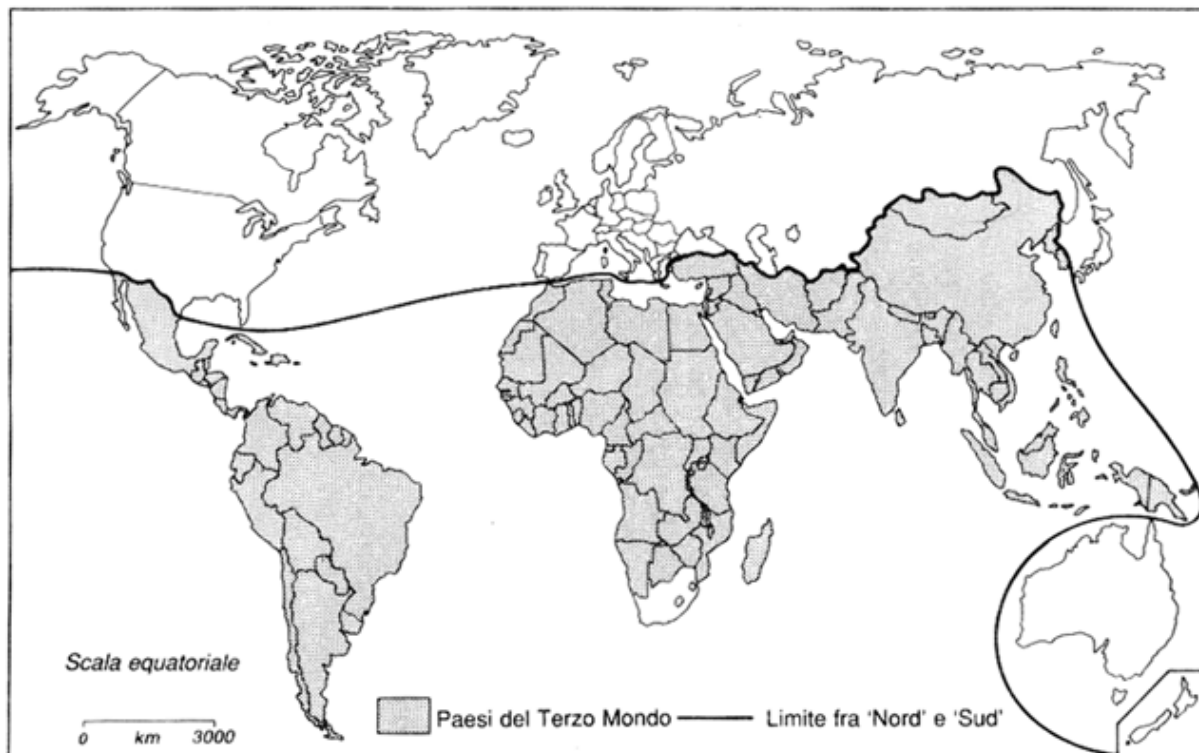 Scala equatoriale
0 km 3000
Paesi del Terzo Mondo
Limite fra 'Nord' e 'Sud'